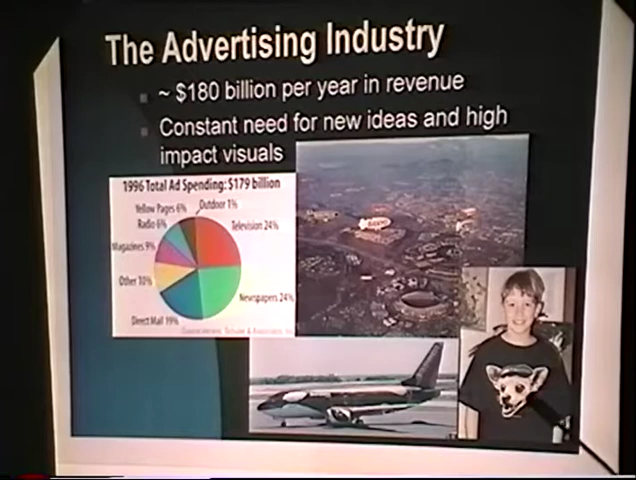 The Advertising Industry
~ $180 billion per year in revenue
Constant need for new ideas and high
impact visuals
1996 Total Ad Spending: $179 billion
Yellow Pages 6%
Outdoor 1%
Radio 6%
Television 24%
Magazines 9%
Other 10%
Newspapers 24%
Direct Mail 19%